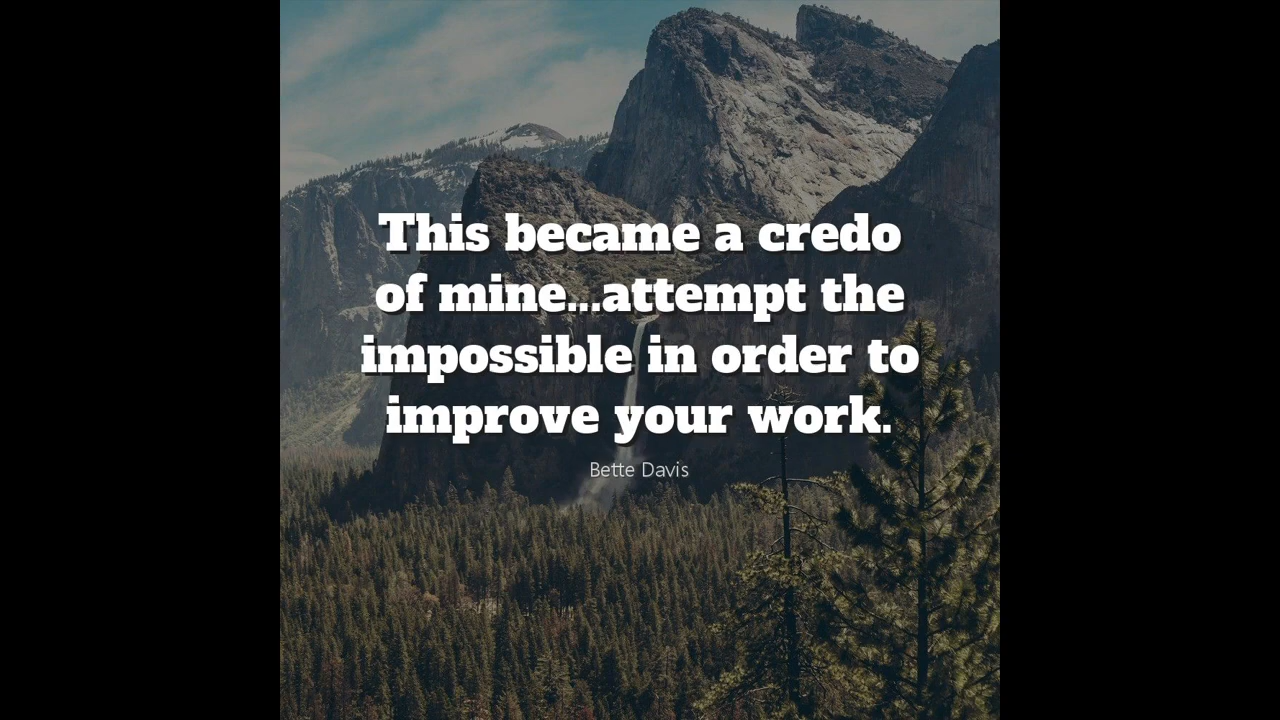 This became a credo
of mine...attempt the
impossible in order to
improve your work.
Bette Davis